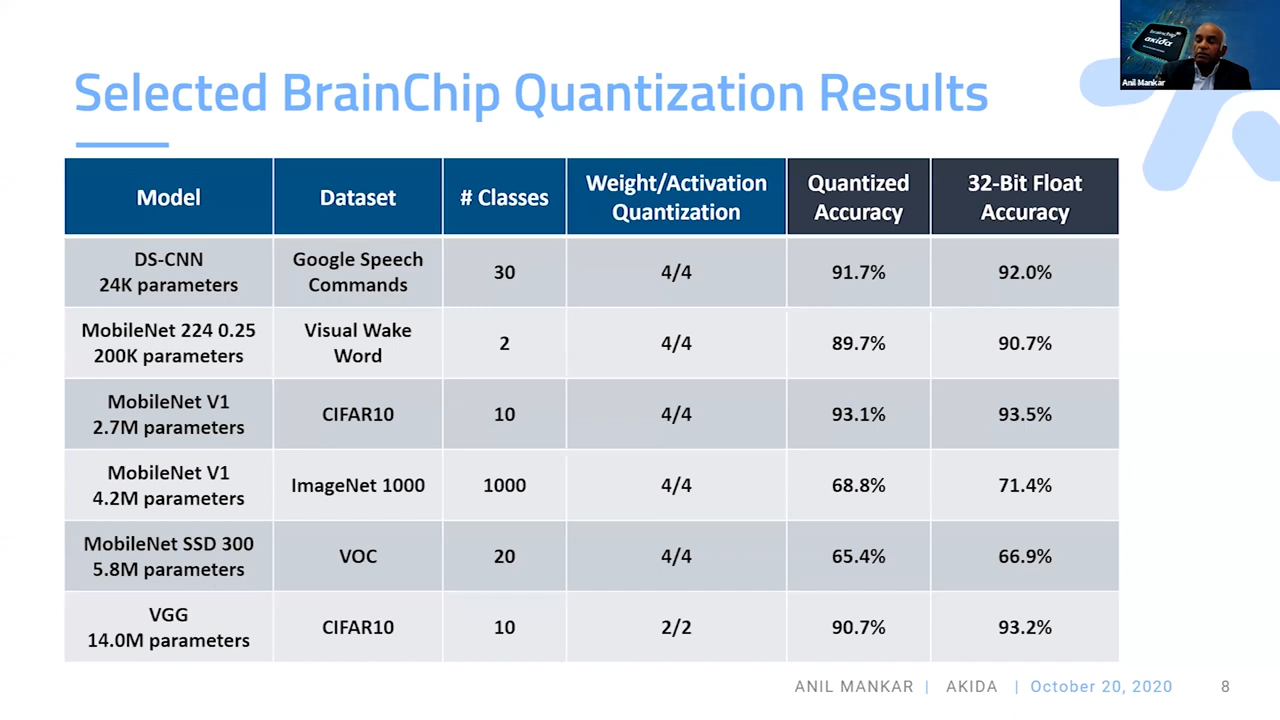 brainchip
akida
Anil Mankar
Selected BrainChip Quantization Results
Model
Dataset
# Classes
Weight/Activation
Quantization
Quantized
Accuracy
32-Bit Float
Accuracy
DS-CNN
24K parameters
Google Speech
Commands
30
4/4
91.7%
92.0%
MobileNet 224 0.25
200K parameters
Visual Wake
Word
2
4/4
89.7%
90.7%
MobileNet V1
2.7M parameters
CIFAR10
10
4/4
93.1%
93.5%
MobileNet V1
4.2M parameters
ImageNet 1000
1000
4/4
68.8%
71.4%
MobileNet SSD 300
5.8M parameters
VOC
20
4/4
65.4%
66.9%
VGG
14.0M parameters
CIFAR10
10
2/2
90.7%
93.2%
ANIL MANKAR | AKIDA | October 20, 2020 8